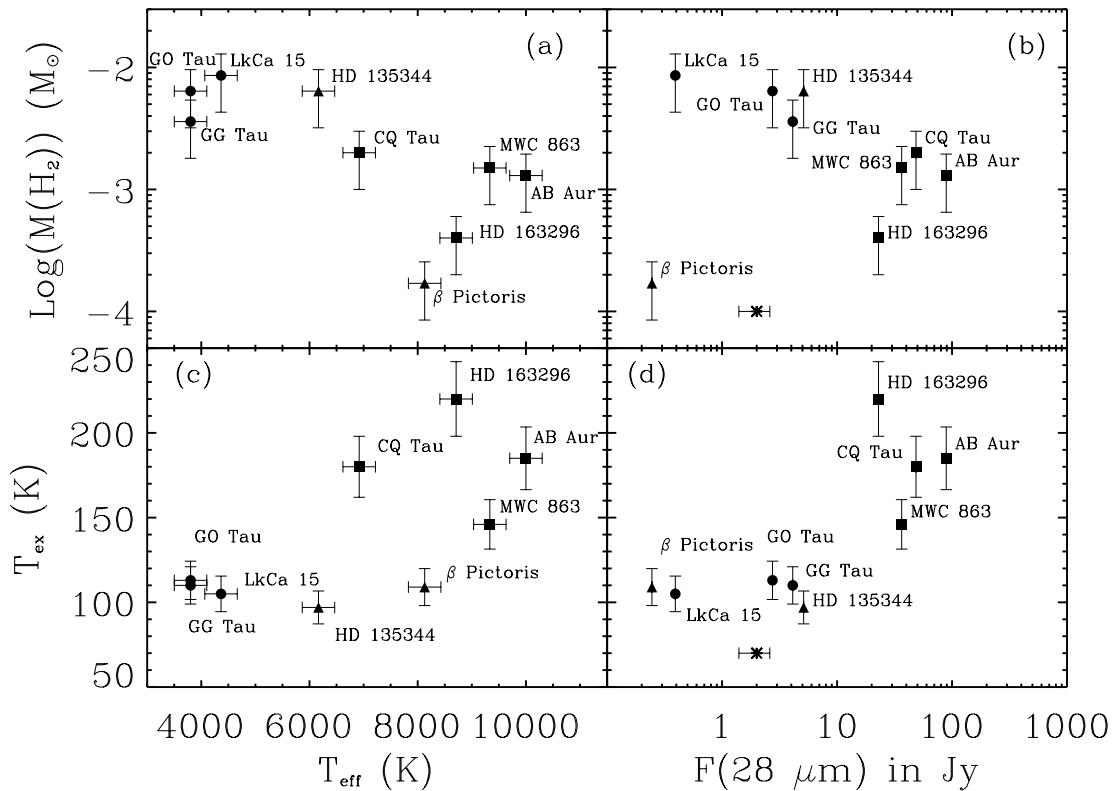 Log(M(H₂)) (M⊙)
−2
−3
−4
(a)
GO Tau
LkCa 15
HD 135344
GG Tau
CQ Tau
MWC 863
AB Aur
HD 163296
β Pictoris
(b)
LkCa 15
HD 135344
GO Tau
GG Tau
CQ Tau
MWC 863
AB Aur
HD 163296
β Pictoris
T_ex (K)
250
200
150
100
50
(c)
HD 163296
CQ Tau
AB Aur
MWC 863
GO Tau
LkCa 15
β Pictoris
GG Tau
HD 135344
4000 6000 8000 10000
T_eff (K)
(d)
HD 163296
CQ Tau
AB Aur
MWC 863
β Pictoris
GO Tau
GG Tau
LkCa 15
HD 135344
1 10 100 1000
F(28 μm) in Jy